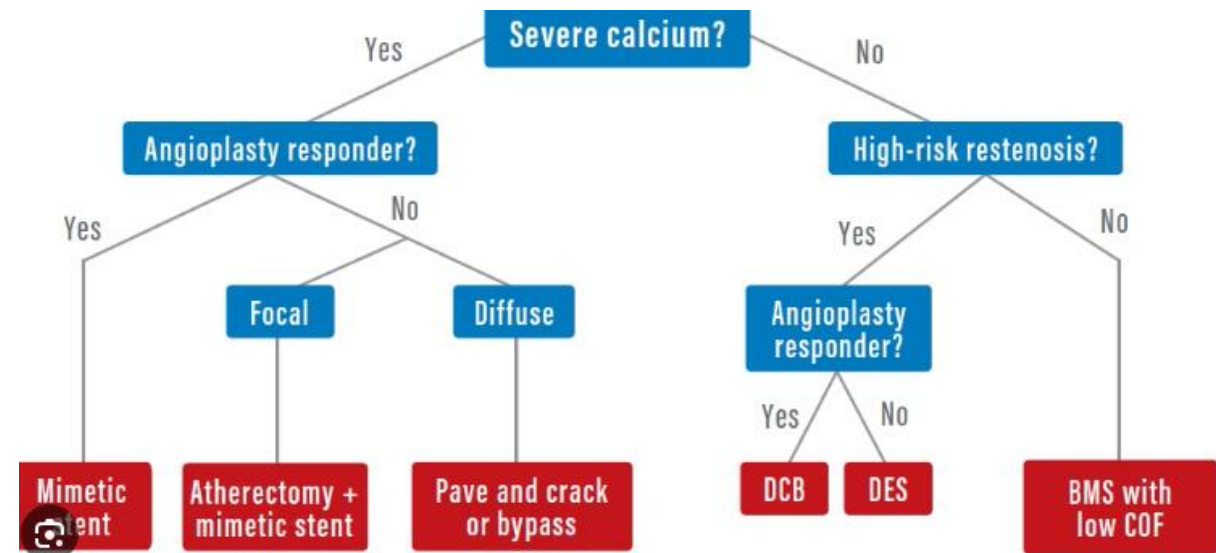 Severe calcium?
Yes
No
Angioplasty responder?
High-risk restenosis?
Yes
No
Yes
No
Focal
Diffuse
Angioplasty
responder?
Yes
No
Mimetic
Atherectomy +
mimetic stent
Pave and crack
or bypass
DCB
DES
BMS with
low COF